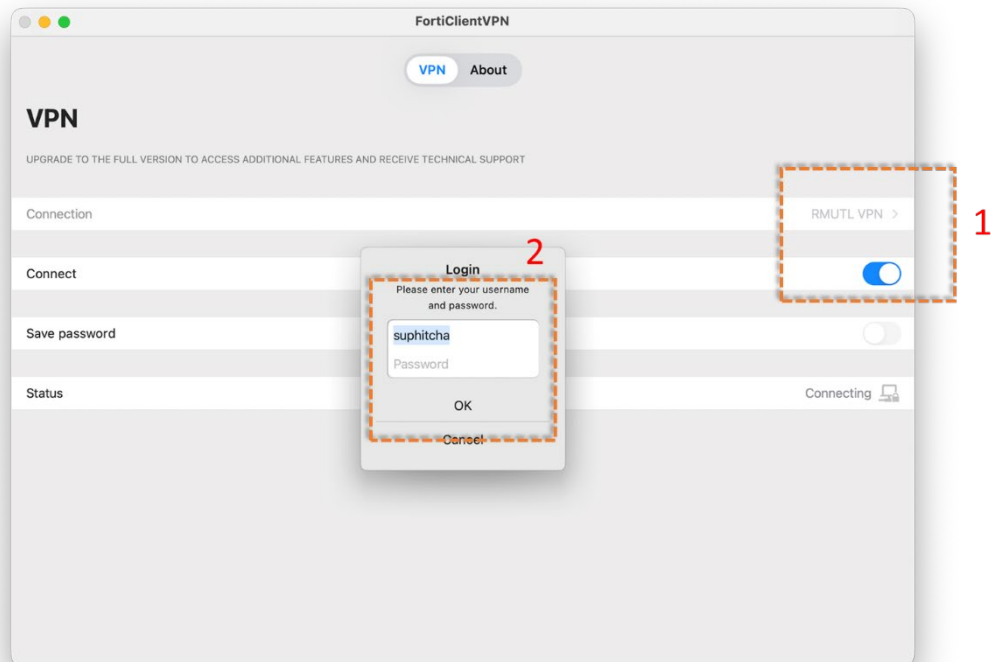 FortiClientVPN
VPN About
VPN
UPGRADE TO THE FULL VERSION TO ACCESS ADDITIONAL FEATURES AND RECEIVE TECHNICAL SUPPORT
Connection RMUTL VPN >
1
Connect
2
Login
Please enter your username
and password.
suphitcha
Password
OK
Cancel
Save password
Status Connecting